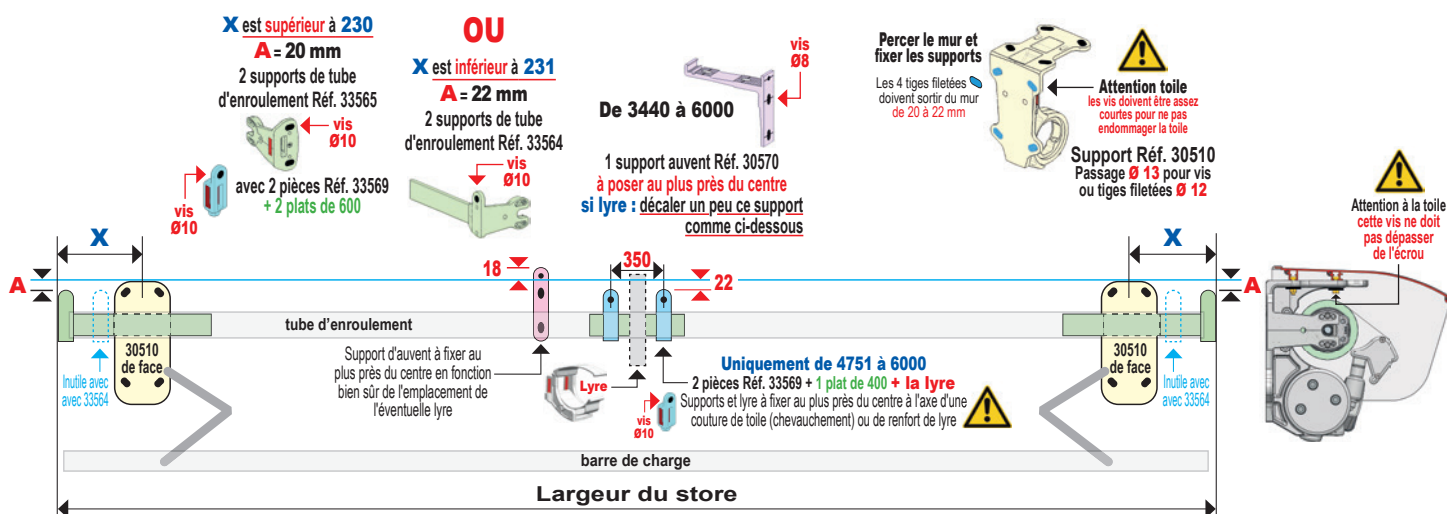 X est supérieur à 230
A = 20 mm
2 supports de tube
d'enroulement Réf. 33565
vis
Ø10
vis
Ø10
avec 2 pièces Réf. 33569
+ 2 plats de 600
OU
X est inférieur à 231
A = 22 mm
2 supports de tube
d'enroulement Réf. 33564
vis
Ø10
vis
Ø8
De 3440 à 6000
1 support auvent Réf. 30570
à poser au plus près du centre
si lyre : décaler un peu ce support
comme ci-dessous
Percer le mur et
fixer les supports
Les 4 tiges filetées
doivent sortir du mur
de 20 à 22 mm
Attention toile
les vis doivent être assez
courtes pour ne pas
endommager la toile
Support Réf. 30510
Passage Ø 13 pour vis
ou tiges filetées Ø 12
Attention à la toile
cette vis ne doit
pas dépasser
de l'écrou
X
A
18
350
22
X
A
tube d'enroulement
30510
de face
Inutile avec
avec 33564
Support d'auvent à fixer au
plus près du centre en fonction
bien sûr de l'emplacement de
l'éventuelle lyre
Lyre
Uniquement de 4751 à 6000
2 pièces Réf. 33569 + 1 plat de 400 + la lyre
Supports et lyre à fixer au plus près du centre à l'axe d'une
couture de toile (chevauchement) ou de renfort de lyre
vis
Ø10
30510
de face
Inutile avec
avec 33564
barre de charge
Largeur du store